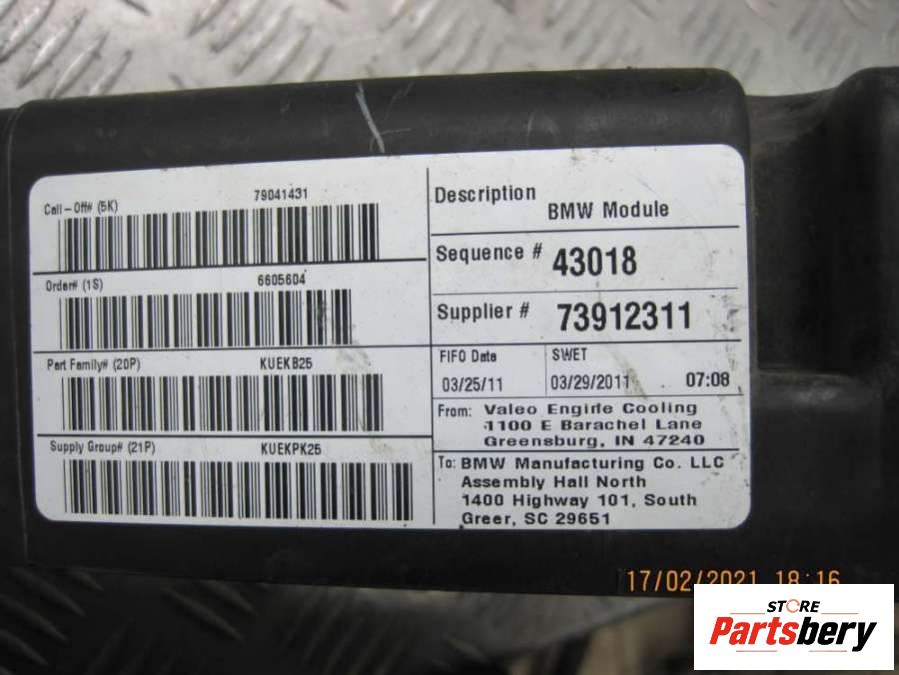 Call-Off# (5K) 79041431
Order# (1S) 6605604
Part Family# (20P) KUEKB25
Supply Group# (21P) KUEKPK25
Description
BMW Module
Sequence # 43018
Supplier # 73912311
FIFO Date SWET
03/25/11 03/29/2011 07:08
From: Valeo Engine Cooling
1100 E Barachel Lane
Greensburg, IN 47240
To: BMW Manufacturing Co. LLC
Assembly Hall North
1400 Highway 101, South
Greer, SC 29651
17/02/2021 18:16
STORE
Partsbery